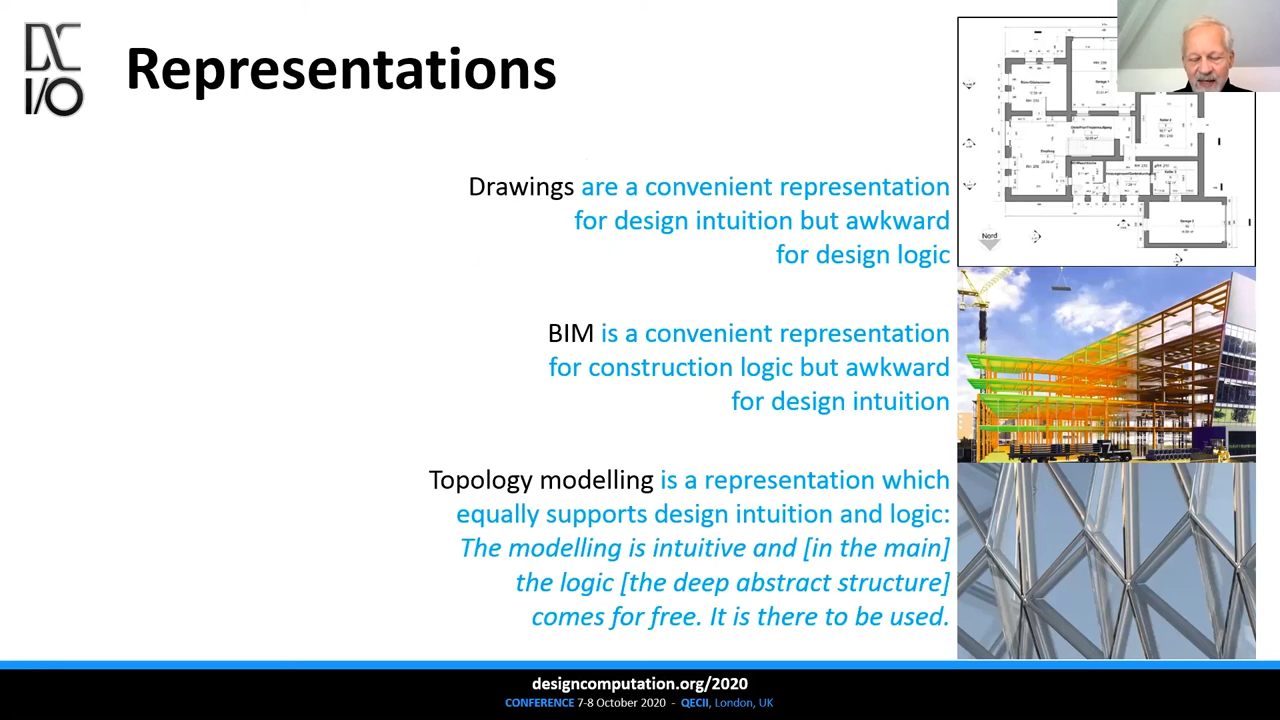 DC
I/O
Representations
Drawings are a convenient representation
for design intuition but awkward
for design logic
Nord
BIM is a convenient representation
for construction logic but awkward
for design intuition
Topology modelling is a representation which
equally supports design intuition and logic:
The modelling is intuitive and [in the main]
the logic [the deep abstract structure]
comes for free. It is there to be used.
designcomputation.org/2020
CONFERENCE 7-8 October 2020 - QECII, London, UK